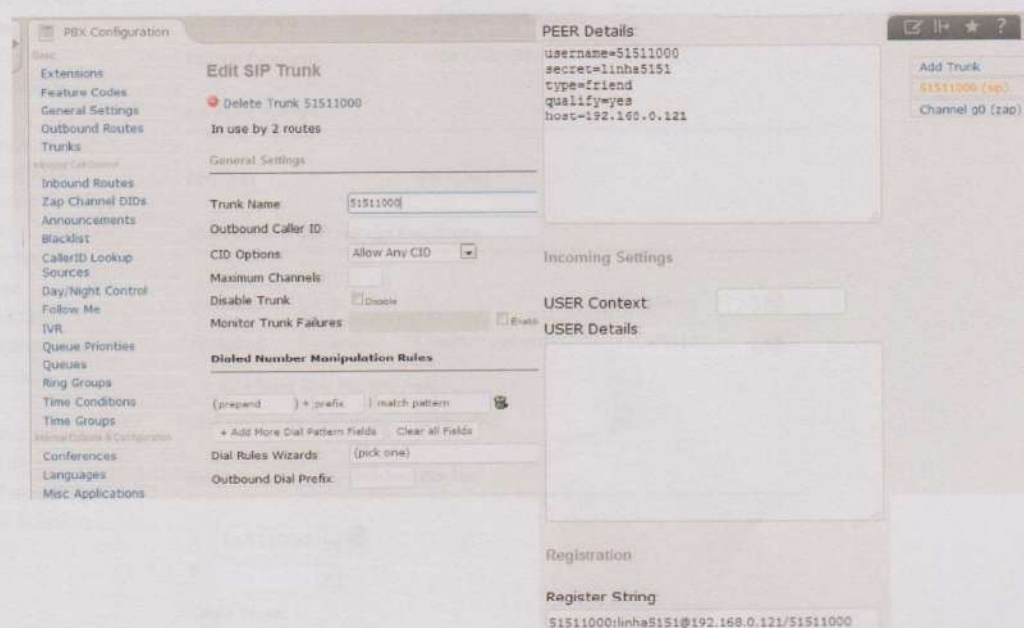 PBX Configuration
Basic
Extensions
Feature Codes
General Settings
Outbound Routes
Trunks
Inbound Call Control
Inbound Routes
Zap Channel DIDs
Announcements
Blacklist
CallerID Lookup
Sources
Day/Night Control
Follow Me
IVR
Queue Priorities
Queues
Ring Groups
Time Conditions
Time Groups
Internal Options & Configuration
Conferences
Languages
Misc Applications
Edit SIP Trunk
Delete Trunk 51511000
In use by 2 routes
General Settings
Trunk Name: 51511000
Outbound Caller ID:
CID Options: Allow Any CID
Maximum Channels:
Disable Trunk Disable
Monitor Trunk Failures
Dialed Number Manipulation Rules
(prepend ) + prefix | match pattern
+ Add More Dial Pattern Fields Clear all Fields
Dial Rules Wizards: (pick one)
Outbound Dial Prefix:
PEER Details:
username=51511000
secret=linha5151
type=friend
qualify=yes
host=192.168.0.121
Incoming Settings
USER Context:
USER Details:
Registration
Register String:
51511000:linha5151@192.168.0.121/51511000
?
Add Trunk
51511000 (sip)
Channel g0 (zap)